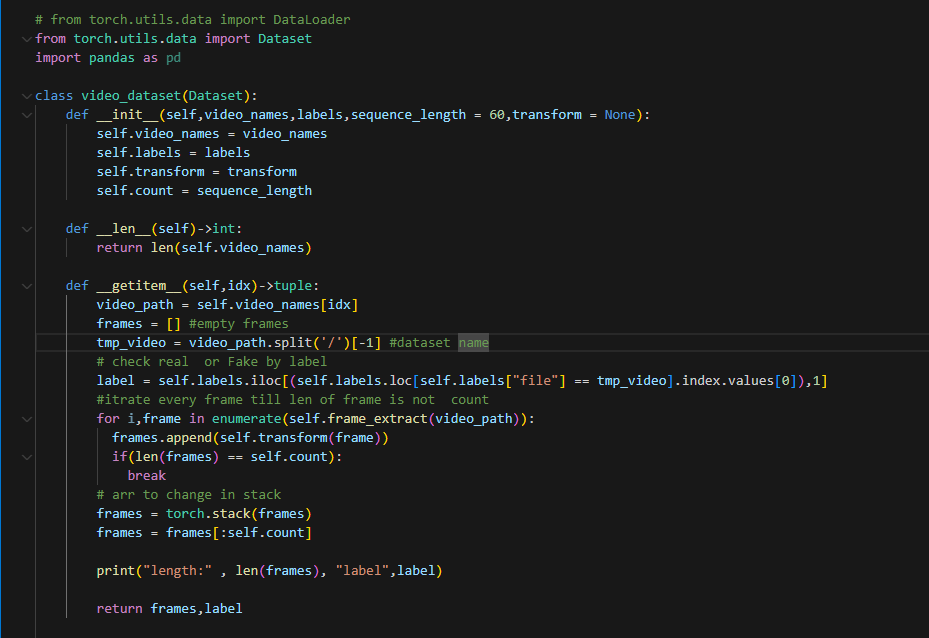 # from torch.utils.data import DataLoader
from torch.utils.data import Dataset
import pandas as pd
class video_dataset(Dataset):
def __init__(self,video_names,labels,sequence_length = 60,transform = None):
self.video_names = video_names
self.labels = labels
self.transform = transform
self.count = sequence_length
def __len__(self)->int:
return len(self.video_names)
def __getitem__(self,idx)->tuple:
video_path = self.video_names[idx]
frames = [] #empty frames
tmp_video = video_path.split('/')[-1] #dataset name
# check real  or Fake by label
label = self.labels.iloc[(self.labels.loc[self.labels["file"] == tmp_video].index.values[0]),1]
#itrate every frame till len of frame is not  count
for i,frame in enumerate(self.frame_extract(video_path)):
frames.append(self.transform(frame))
if(len(frames) == self.count):
break
# arr to change in stack
frames = torch.stack(frames)
frames = frames[:self.count]
print("length:" , len(frames), "label",label)
return frames,label